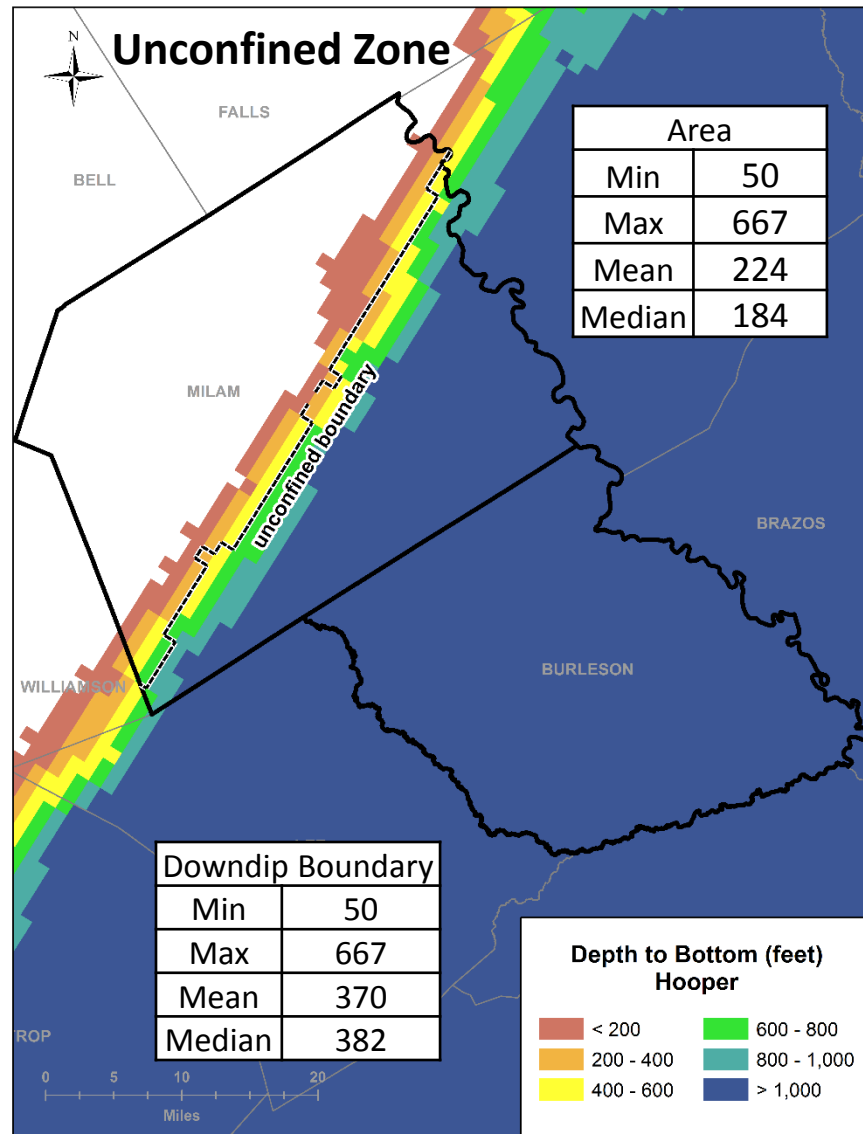 Unconfined Zone
N
FALLS
BELL
Area
Min 50
Max 667
Mean 224
Median 184
MILAM
unconfined boundary
BRAZOS
BURLESON
WILLIAMSON
Downdip Boundary
Min 50
Max 667
Mean 370
Median 382
TROP
0 5 10 20
Miles
Depth to Bottom (feet)
Hooper
< 200
200 - 400
400 - 600
600 - 800
800 - 1,000
> 1,000